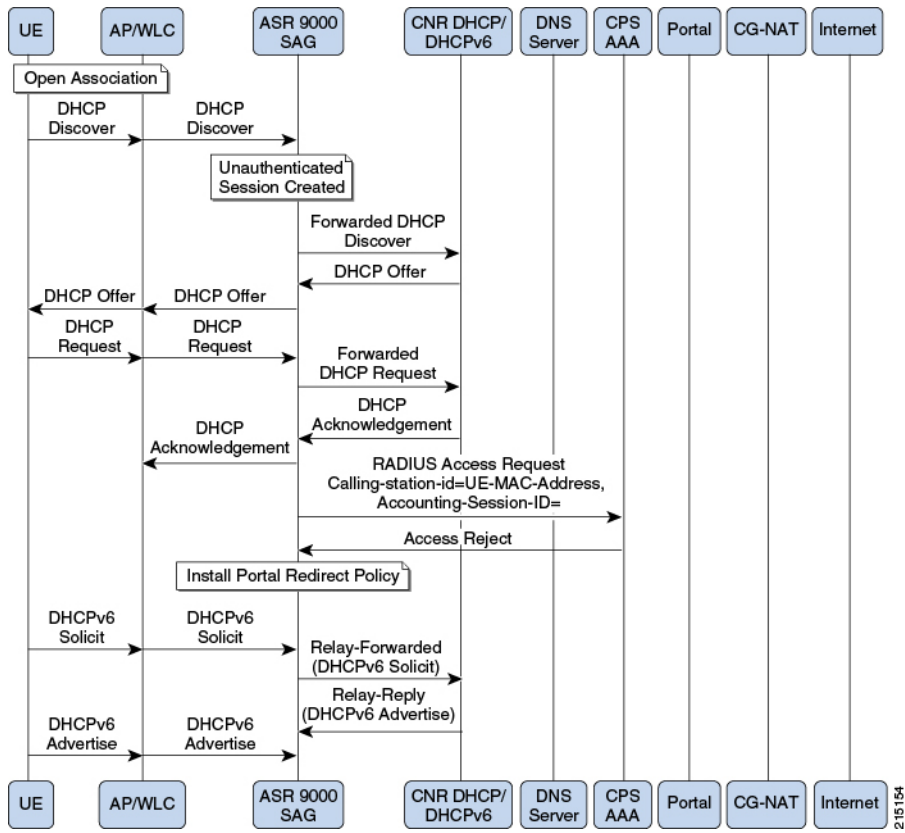 UE
AP/WLC
ASR 9000
SAG
CNR DHCP/
DHCPv6
DNS
Server
CPS
AAA
Portal
CG-NAT
Internet
Open Association
DHCP
Discover
DHCP
Discover
Unauthenticated
Session Created
Forwarded DHCP
Discover
DHCP Offer
DHCP Offer
DHCP Offer
DHCP
Request
DHCP
Request
Forwarded
DHCP Request
DHCP
Acknowledgement
DHCP
Acknowledgement
RADIUS Access Request
Calling-station-id=UE-MAC-Address,
Accounting-Session-ID=
Access Reject
Install Portal Redirect Policy
DHCPv6
Solicit
DHCPv6
Solicit
Relay-Forwarded
(DHCPv6 Solicit)
Relay-Reply
(DHCPv6 Advertise)
DHCPv6
Advertise
DHCPv6
Advertise
UE
AP/WLC
ASR 9000
SAG
CNR DHCP/
DHCPv6
DNS
Server
CPS
AAA
Portal
CG-NAT
Internet
215154